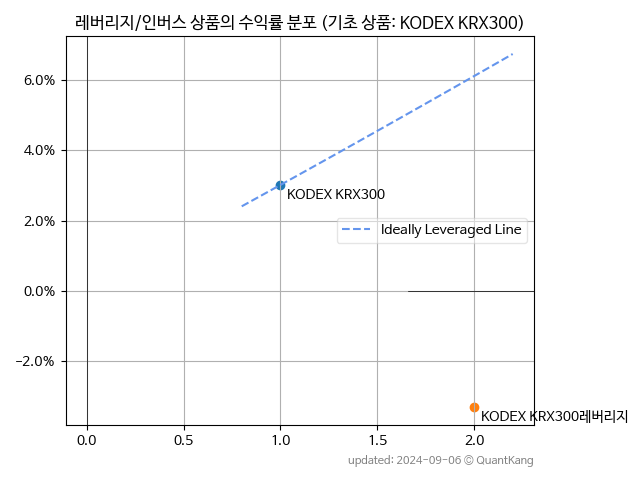 레버리지/인버스 상품의 수익률 분포 (기초 상품: KODEX KRX300)
6.0%
4.0%
2.0%
0.0%
−2.0%
KODEX KRX300
Ideally Leveraged Line
KODEX KRX300레버리지
0.0 0.5 1.0 1.5 2.0
updated: 2024-09-06 © QuantKang